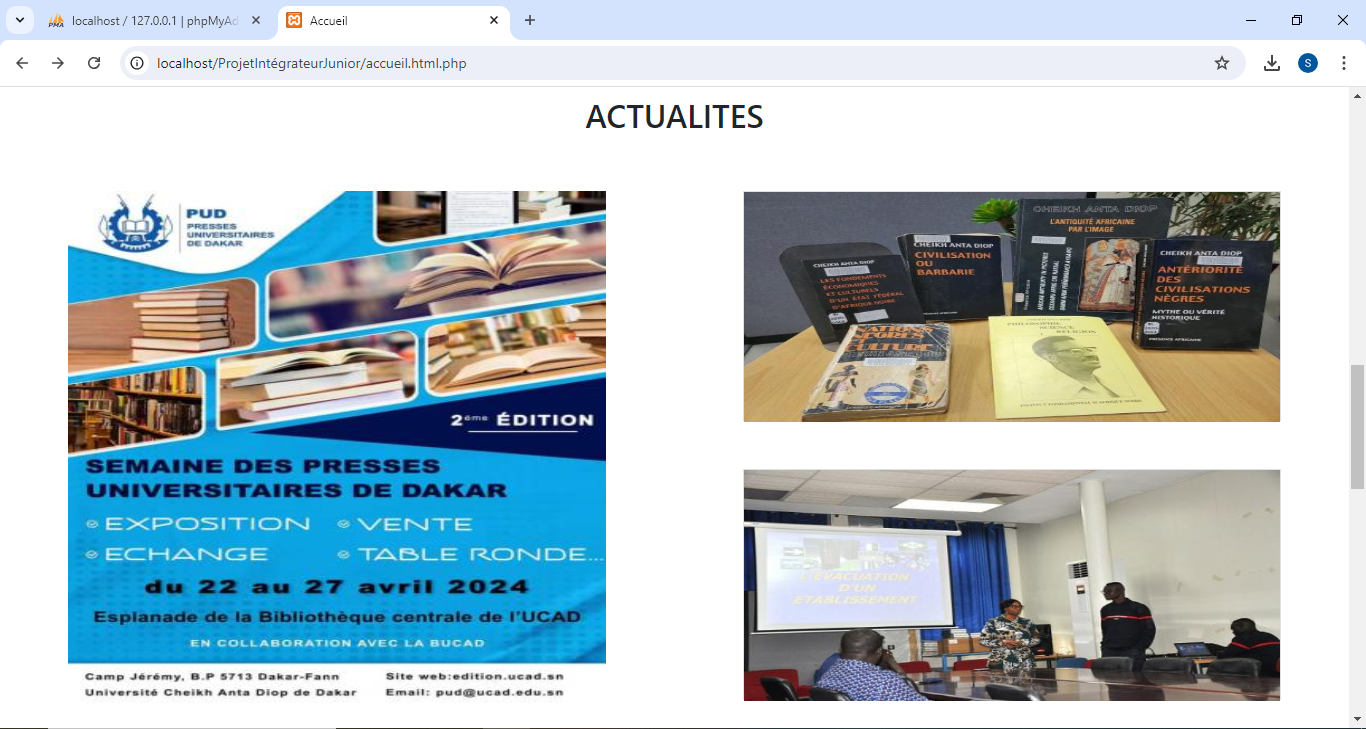 localhost / 127.0.0.1 | phpMyAd
Accueil
localhost/ProjetIntégrateurJunior/accueil.html.php
S
ACTUALITES
PUD
PRESSES
UNIVERSITAIRES
DE DAKAR
2ème ÉDITION
SEMAINE DES PRESSES
UNIVERSITAIRES DE DAKAR
EXPOSITION
VENTE
ECHANGE
TABLE RONDE...
du 22 au 27 avril 2024
Esplanade de la Bibliothèque centrale de l'UCAD
EN COLLABORATION AVEC LA BUCAD
Camp Jérémy, B.P 5713 Dakar-Fann
Site web:edition.ucad.sn
Université Cheikh Anta Diop de Dakar
Email: pud@ucad.edu.sn
CHEIKH ANTA DIOP
LES FONDEMENTS
ÉCONOMIQUES
ET CULTURELS
D'UN ÉTAT FÉDÉRAL
D'AFRIQUE NOIRE
CHEIKH ANTA DIOP
CIVILISATION
OU
BARBARIE
CHEIKH ANTA DIOP
L'ANTIQUITÉ AFRICAINE
PAR L'IMAGE
CHEIKH ANTA DIOP
ANTÉRIORITÉ
DES
CIVILISATIONS
NÈGRES
MYTHE OU VÉRITÉ
HISTORIQUE
PRÉSENCE AFRICAINE
NATIONS
NÈGRES
ET
CULTURE
PHILOSOPHIE
SCIENCE
RELIGION
L'ÉVACUATION
D'UN
ETABLISSEMENT